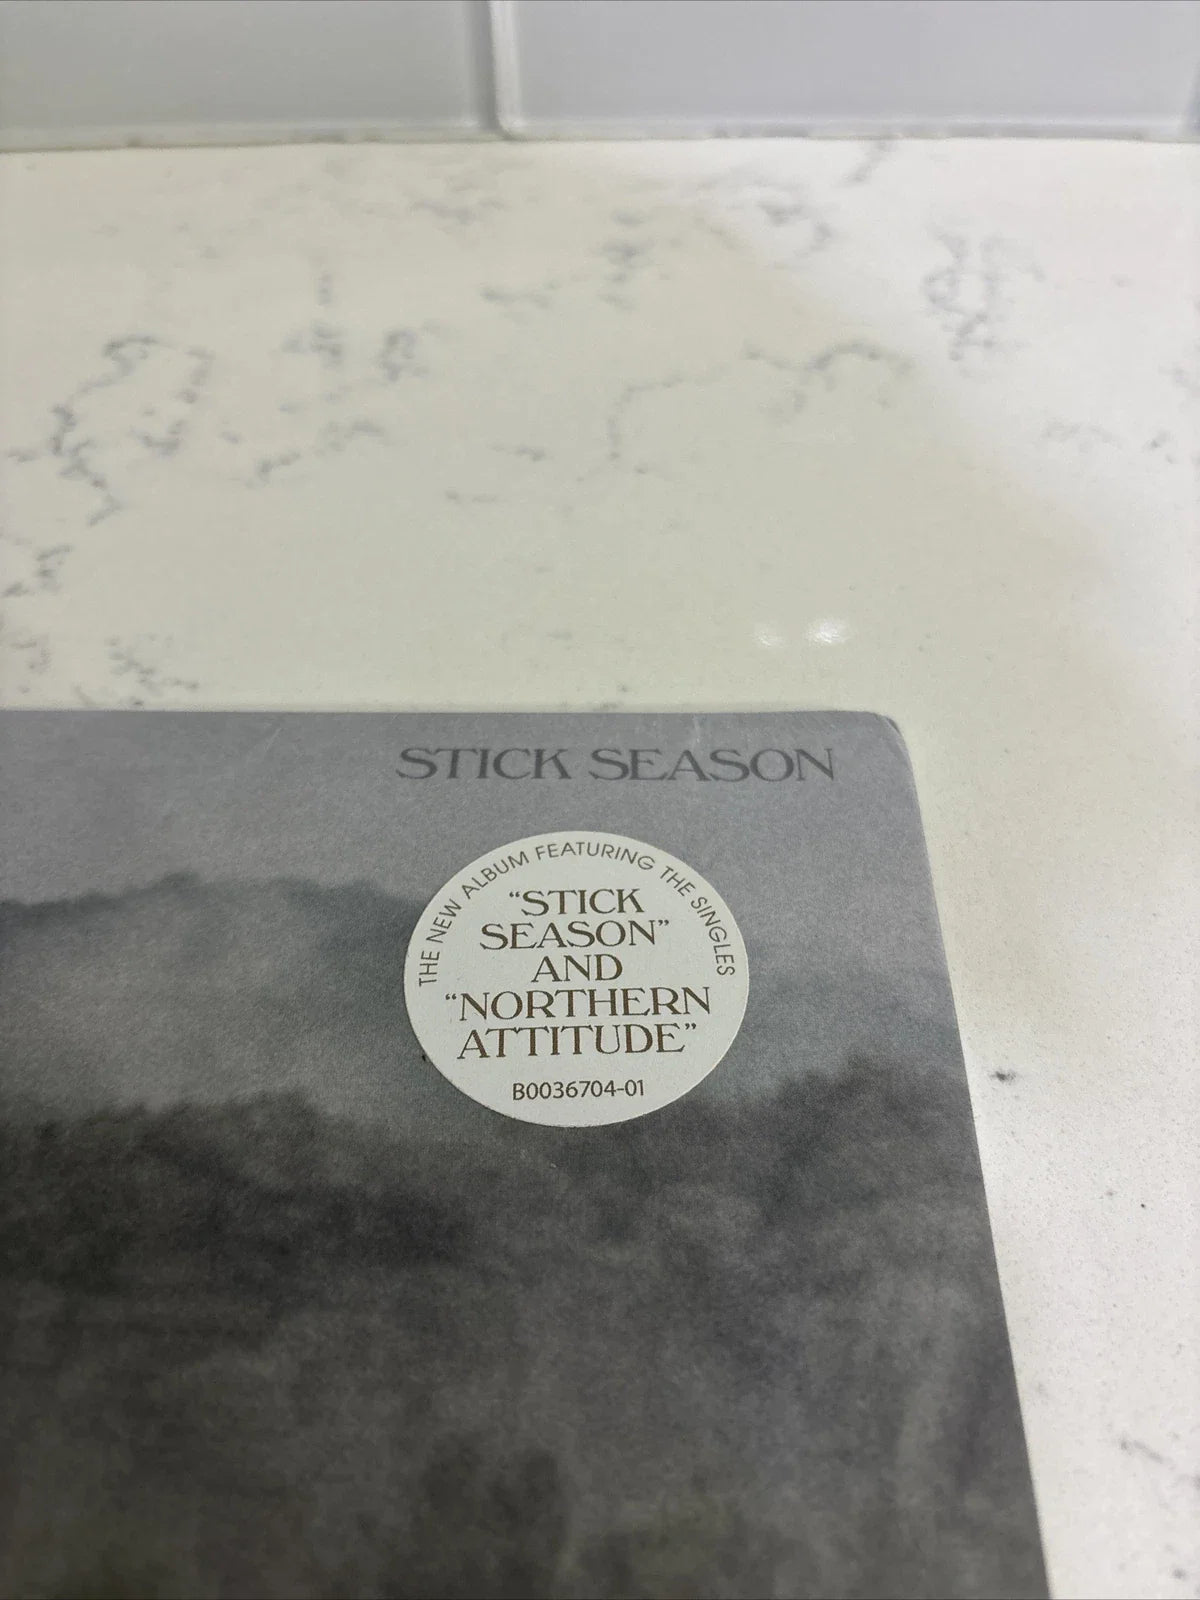 STICK SEASON
THE NEW ALBUM FEATURING THE SINGLES
“STICK
SEASON”
AND
“NORTHERN
ATTITUDE”
B0036704-01